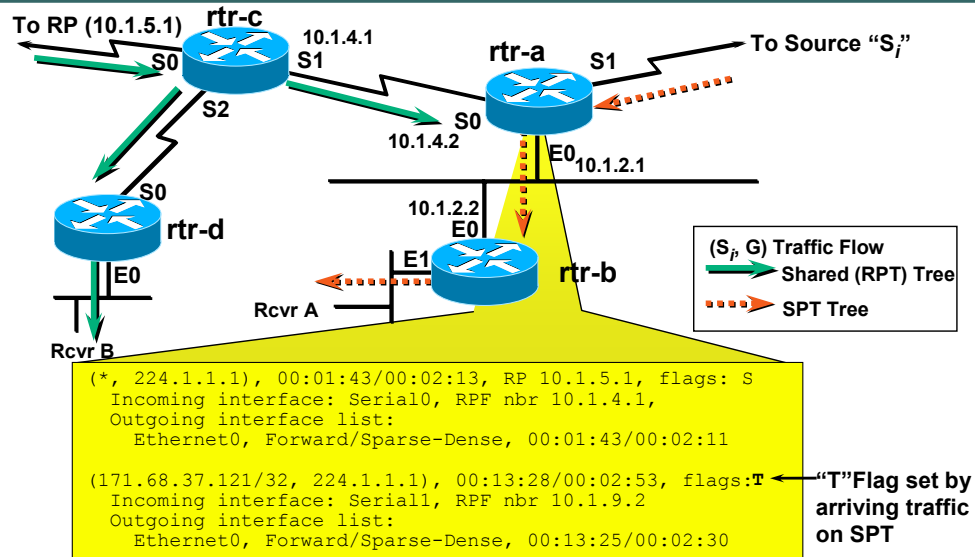 To RP (10.1.5.1)
rtr-c
10.1.4.1
S0
S1
S2
rtr-a
S1
To Source “Si”
S0
10.1.4.2
E0
10.1.2.1
S0
rtr-d
E0
Rcvr B
10.1.2.2
E0
E1
rtr-b
Rcvr A
(Si, G) Traffic Flow
Shared (RPT) Tree
SPT Tree
(*, 224.1.1.1), 00:01:43/00:02:13, RP 10.1.5.1, flags: S
Incoming interface: Serial0, RPF nbr 10.1.4.1,
Outgoing interface list:
Ethernet0, Forward/Sparse-Dense, 00:01:43/00:02:11
(171.68.37.121/32, 224.1.1.1), 00:13:28/00:02:53, flags:T
Incoming interface: Serial1, RPF nbr 10.1.9.2
Outgoing interface list:
Ethernet0, Forward/Sparse-Dense, 00:13:25/00:02:30
“T”Flag set by
arriving traffic
on SPT